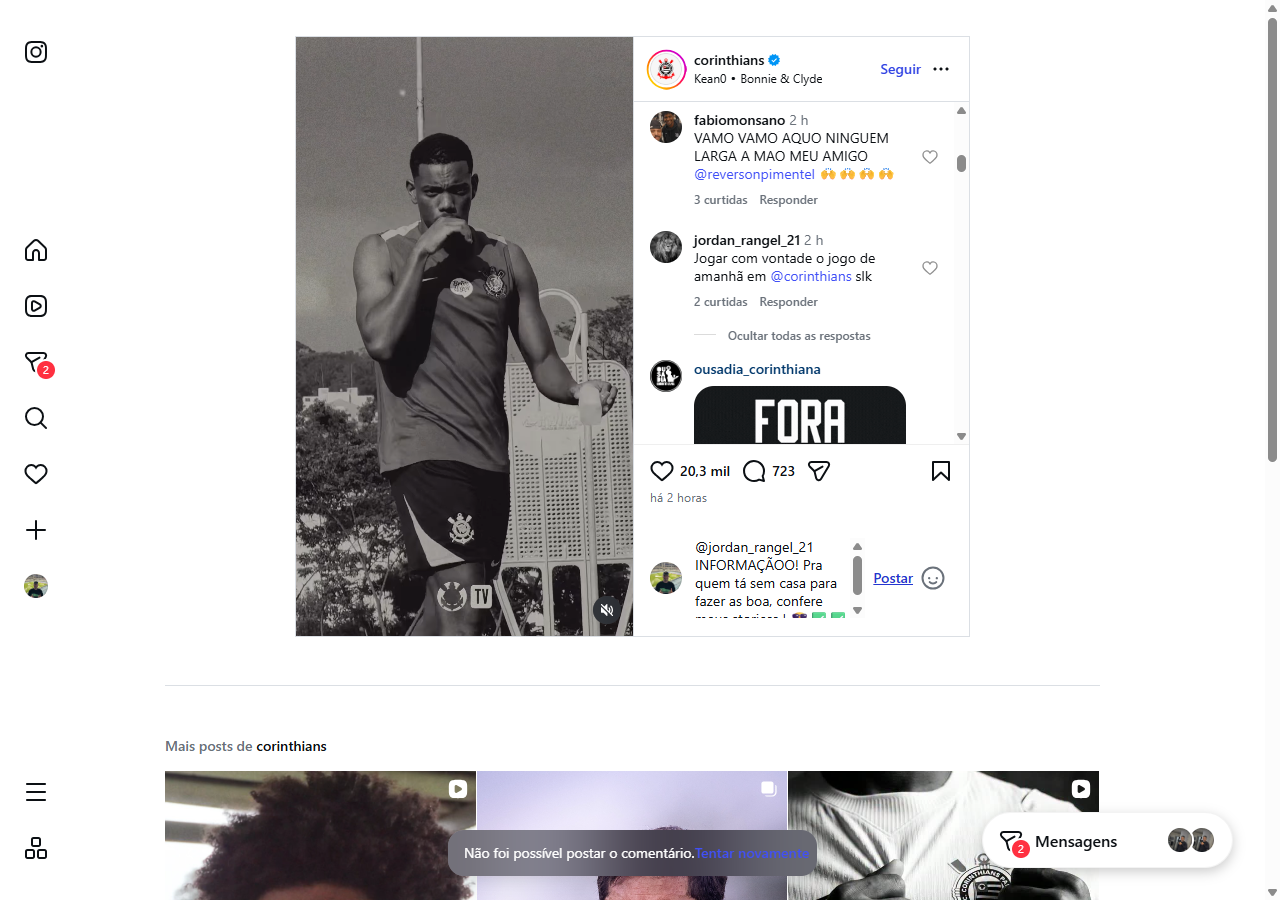 corinthians
Kean0 • Bonnie & Clyde
Seguir
fabiomonsano 2 h
VAMO VAMO AQUO NINGUEM
LARGA A MAO MEU AMIGO
@reversonpimentel 🙌 🙌 🙌 🙌
3 curtidas Responder
jordan_rangel_21 2 h
Jogar com vontade o jogo de
amanhã em @corinthians slk
2 curtidas Responder
Ocultar todas as respostas
ousadia_corinthiana
FORA
20,3 mil
723
há 2 horas
@jordan_rangel_21
INFORMAÇÃOO! Pra
quem tá sem casa para
fazer as boa, confere
Postar
TV
2
Mais posts de corinthians
Não foi possível postar o comentário.Tentar novamente
2
Mensagens